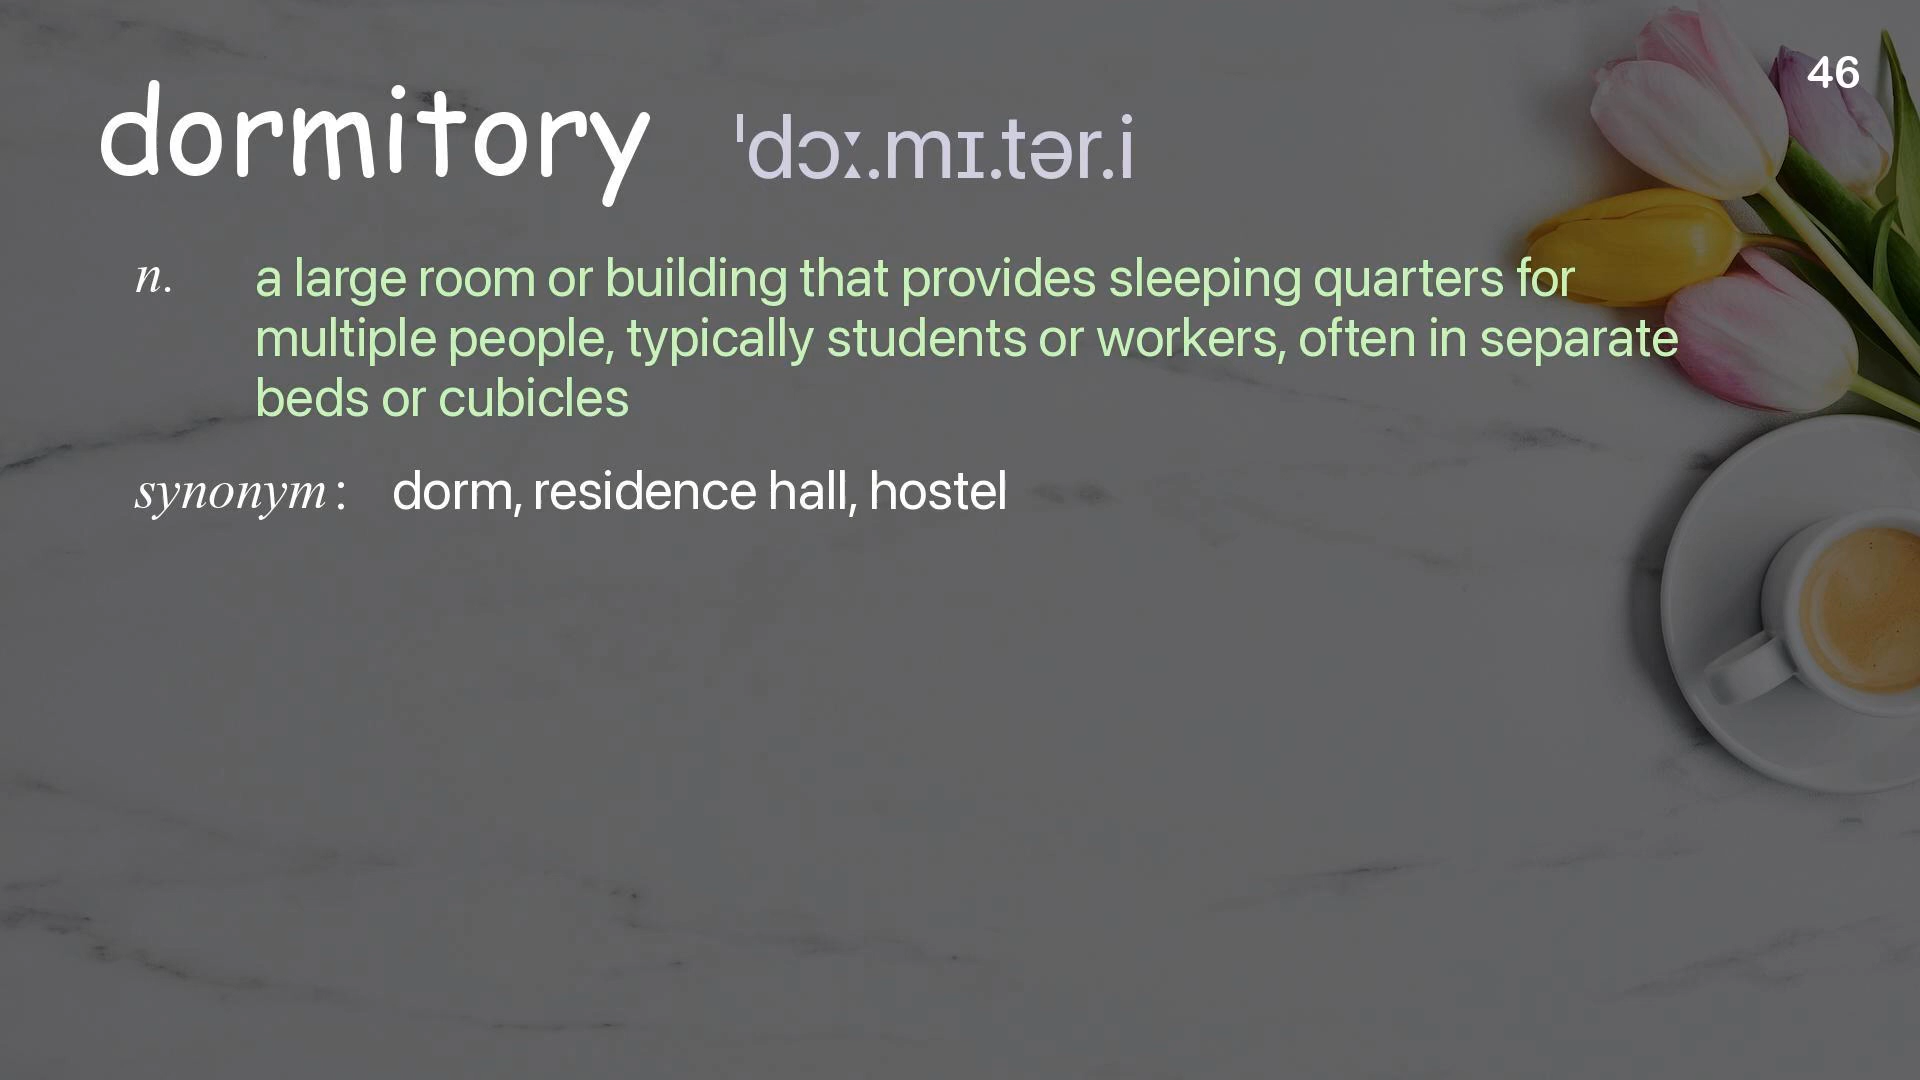 46
dormitory ˈdɔː.mɪ.tər.i
n. a large room or building that provides sleeping quarters for
multiple people, typically students or workers, often in separate
beds or cubicles
synonym: dorm, residence hall, hostel